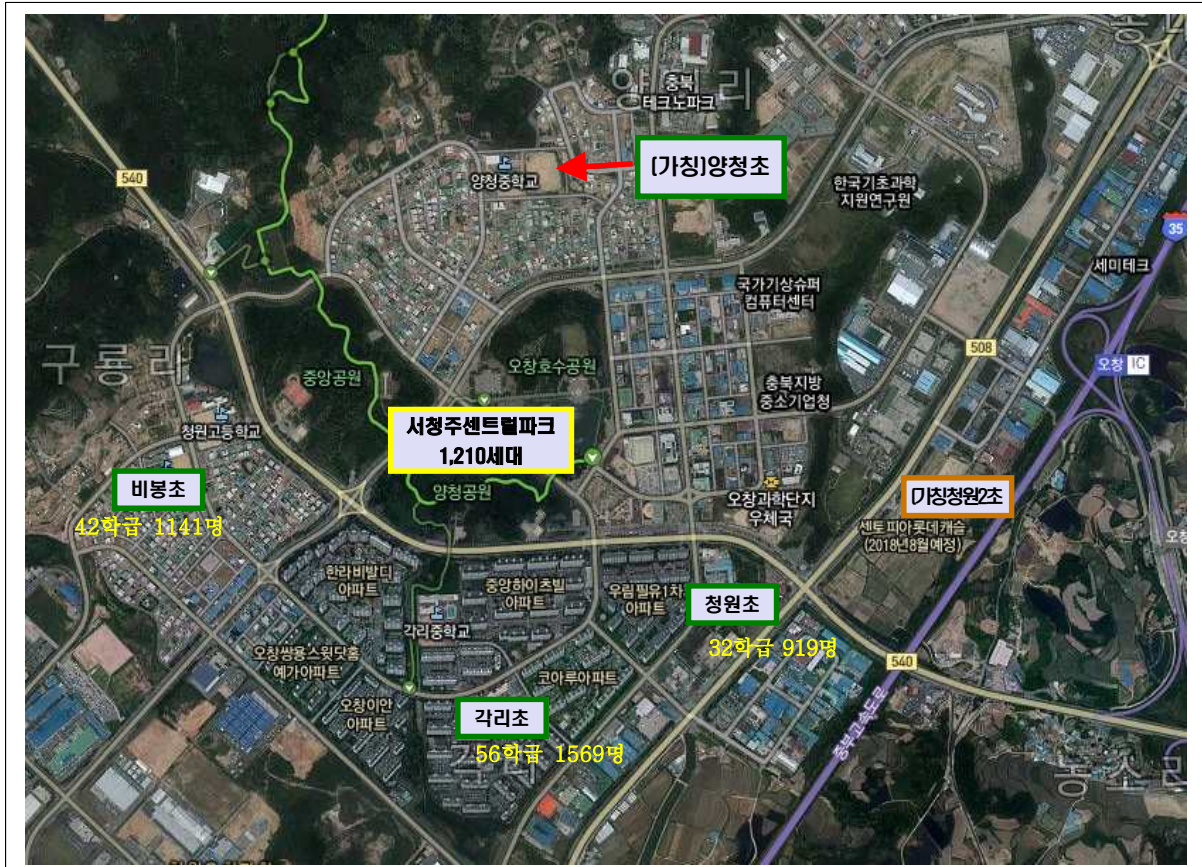 충북
테크노파크
540
양청중학교
(가칭)양청초
한국기초과학
지원연구원
35
세미테크
국가기상슈퍼
컴퓨터센터
구룡리
중앙공원
오창호수공원
508
오창 IC
충북지방
중소기업청
청원고등학교
서청주센트럴파크
1,210세대
양청공원
비봉초
42학급 1141명
오창과학단지
우체국
(가칭청원2초
센토피아롯데캐슬
(2018년8월예정)
한라비발디
아파트
중앙하이츠빌
아파트
우림필유1차
아파트
청원초
32학급 919명
각리중학교
오창쌍용스윗닷홈
예가아파트
코아루아파트
540
오창이안
아파트
각리초
56학급 1569명
중부고속도로